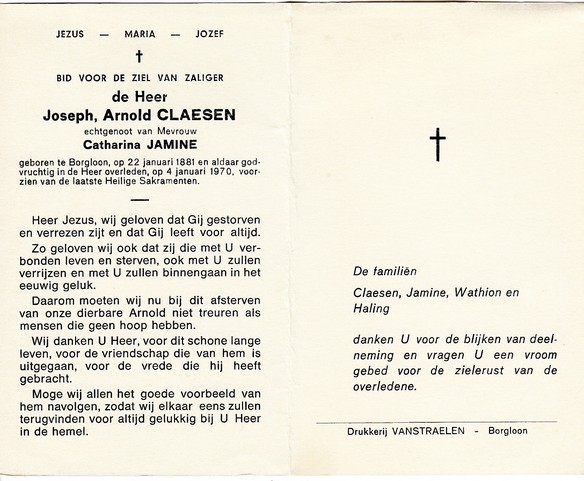 JEZUS — MARIA — JOZEF
BID VOOR DE ZIEL VAN ZALIGER
de Heer
Joseph, Arnold CLAESEN
echtgenoot van Mevrouw
Catharina JAMINE
geboren te Borgloon, op 22 januari 1881 en aldaar god-
vruchtig in de Heer overleden, op 4 januari 1970, voor-
zien van de laatste Heilige Sakramenten.
Heer Jezus, wij geloven dat Gij gestorven
en verrezen zijt en dat Gij leeft voor altijd.
Zo geloven wij ook dat zij die met U ver-
bonden leven en sterven, ook met U zullen
verrijzen en met U zullen binnengaan in het
eeuwig geluk.
Daarom moeten wij nu bij dit afsterven
van onze dierbare Arnold niet treuren als
mensen die geen hoop hebben.
Wij danken U Heer, voor dit schone lange
leven, voor de vriendschap die van hem is
uitgegaan, voor de vrede die hij heeft
gebracht.
Moge wij allen het goede voorbeeld van
hem navolgen, zodat wij elkaar eens zullen
terugvinden voor altijd gelukkig bij U Heer
in de hemel.
De familiën
Claesen, Jamine, Wathion en
Haling
danken U voor de blijken van deel-
neming en vragen U een vroom
gebed voor de zielerust van de
overledene.
Drukkerij VANSTRAELEN - Borgloon